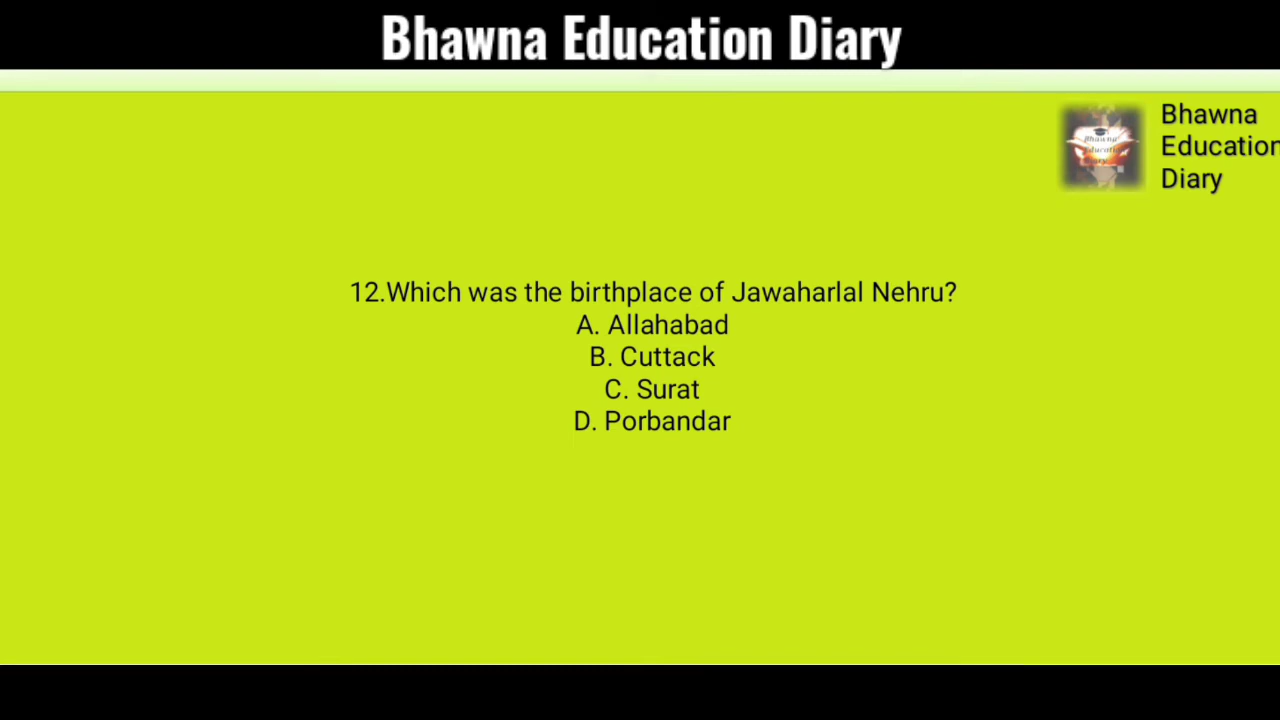 Bhawna Education Diary
Bhawna
Education
Diary
12.Which was the birthplace of Jawaharlal Nehru?
A. Allahabad
B. Cuttack
C. Surat
D. Porbandar